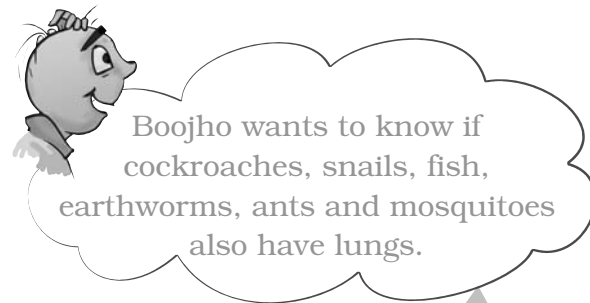 Boojho wants to know if
cockroaches, snails, fish,
earthworms, ants and mosquitoes
also have lungs.